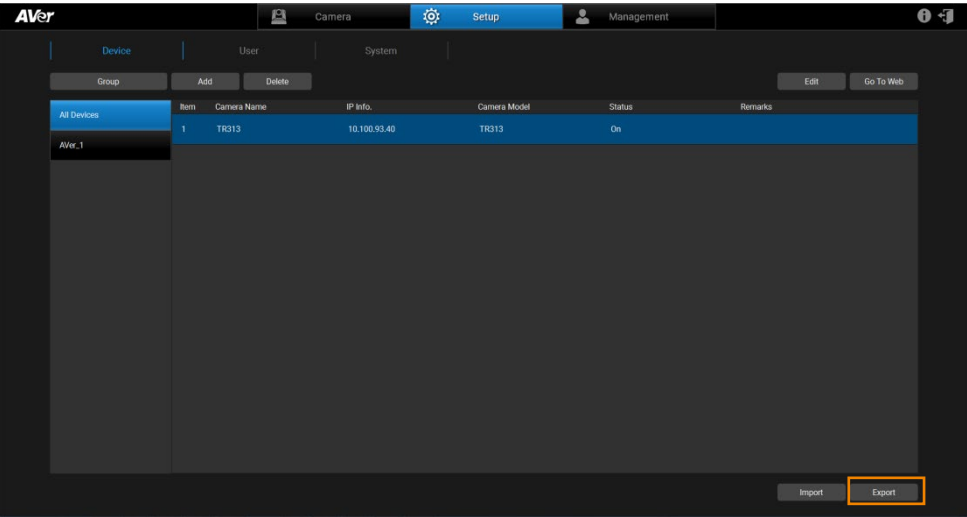 AVer Camera Setup Management
Device User System
Group Add Delete Edit Go To Web
All Devices Item Camera Name IP Info. Camera Model Status Remarks
1 TR313 10.100.93.40 TR313 On
AVer_1
Import Export